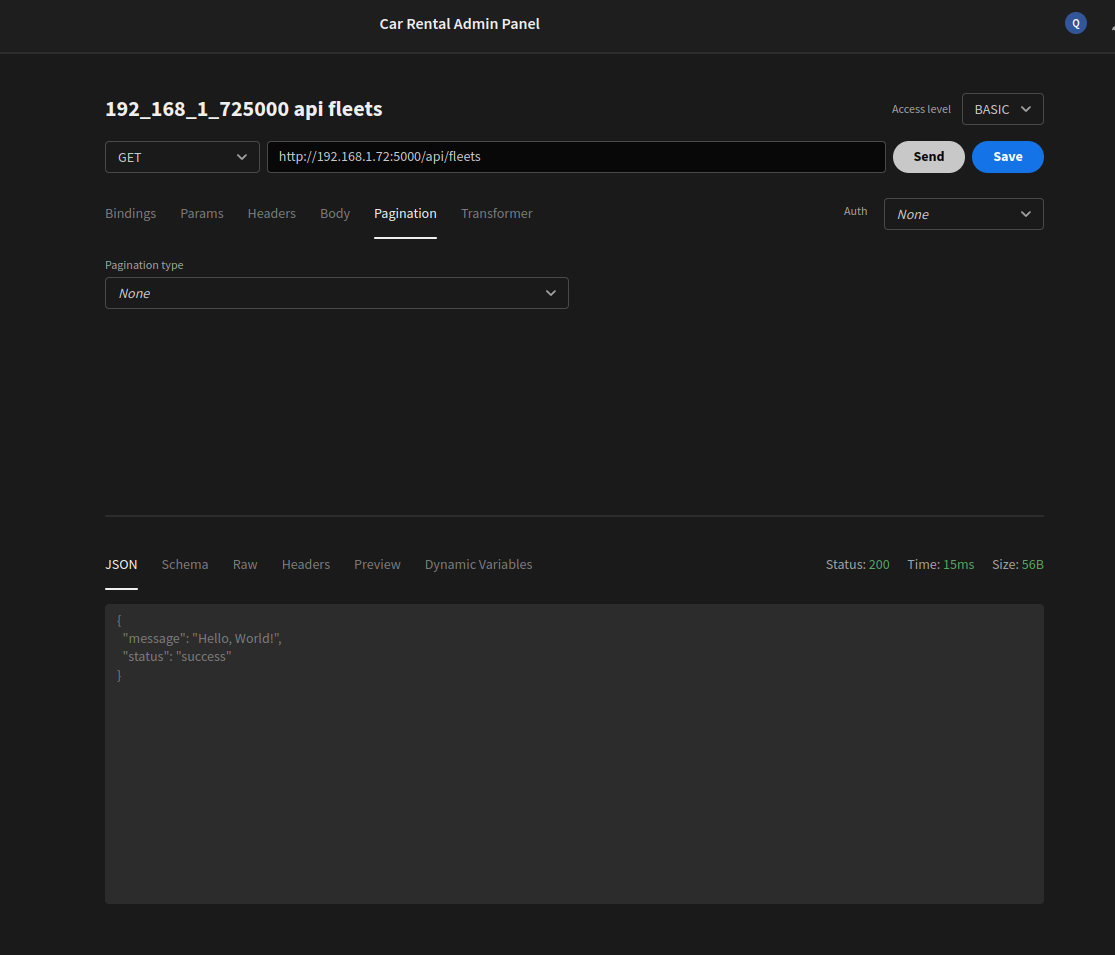 Car Rental Admin Panel
Q
192_168_1_725000 api fleets
Access level
BASIC
GET
http://192.168.1.72:5000/api/fleets
Send
Save
Bindings Params Headers Body Pagination Transformer
Auth
None
Pagination type
None
JSON Schema Raw Headers Preview Dynamic Variables
Status: 200 Time: 15ms Size: 56B
{
"message": "Hello, World!",
"status": "success"
}